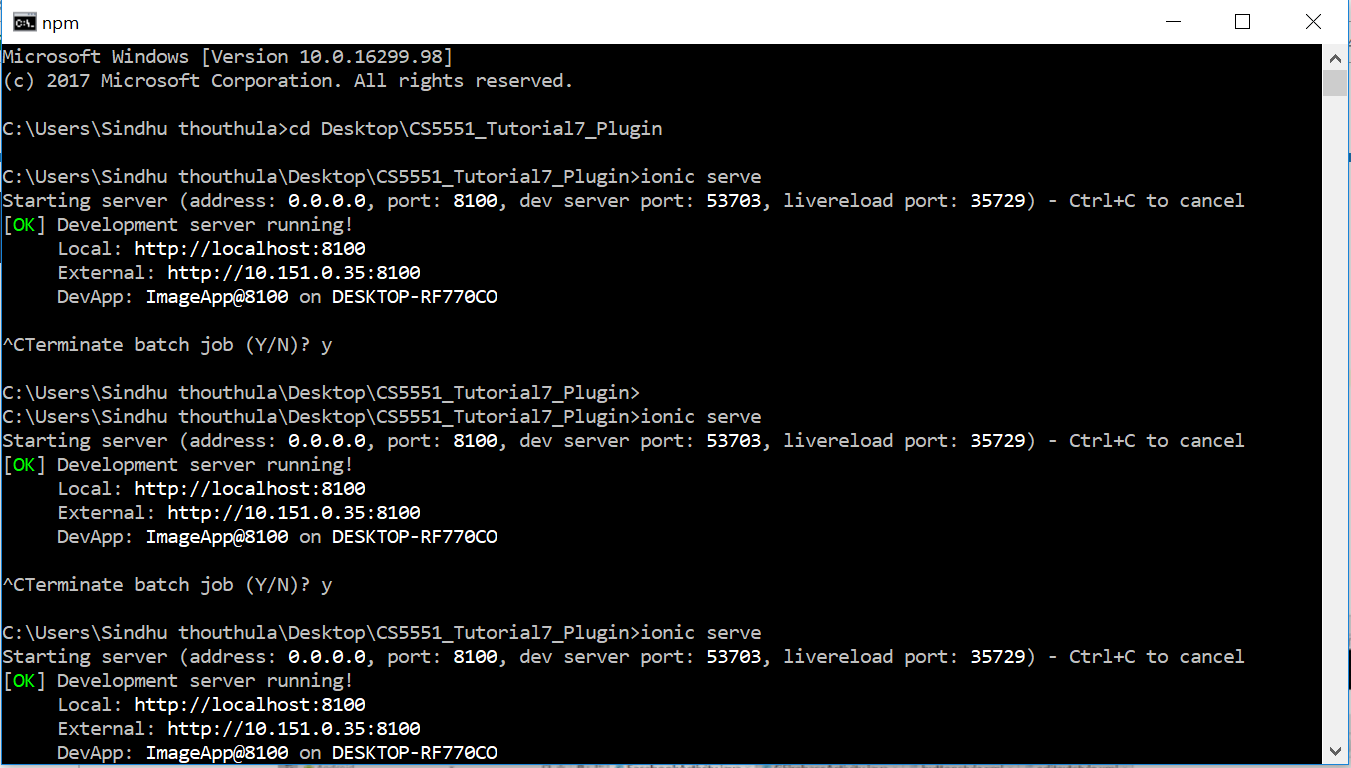 npm
Microsoft Windows [Version 10.0.16299.98]
(c) 2017 Microsoft Corporation. All rights reserved.
C:\Users\Sindhu thouthula>cd Desktop\CS5551_Tutorial7_Plugin
C:\Users\Sindhu thouthula\Desktop\CS5551_Tutorial7_Plugin>ionic serve
Starting server (address: 0.0.0.0, port: 8100, dev server port: 53703, livereload port: 35729) - Ctrl+C to cancel
[OK] Development server running!
Local: http://localhost:8100
External: http://10.151.0.35:8100
DevApp: ImageApp@8100 on DESKTOP-RF770CO
^CTerminate batch job (Y/N)? y
C:\Users\Sindhu thouthula\Desktop\CS5551_Tutorial7_Plugin>
C:\Users\Sindhu thouthula\Desktop\CS5551_Tutorial7_Plugin>ionic serve
Starting server (address: 0.0.0.0, port: 8100, dev server port: 53703, livereload port: 35729) - Ctrl+C to cancel
[OK] Development server running!
Local: http://localhost:8100
External: http://10.151.0.35:8100
DevApp: ImageApp@8100 on DESKTOP-RF770CO
^CTerminate batch job (Y/N)? y
C:\Users\Sindhu thouthula\Desktop\CS5551_Tutorial7_Plugin>ionic serve
Starting server (address: 0.0.0.0, port: 8100, dev server port: 53703, livereload port: 35729) - Ctrl+C to cancel
[OK] Development server running!
Local: http://localhost:8100
External: http://10.151.0.35:8100
DevApp: ImageApp@8100 on DESKTOP-RF770CO